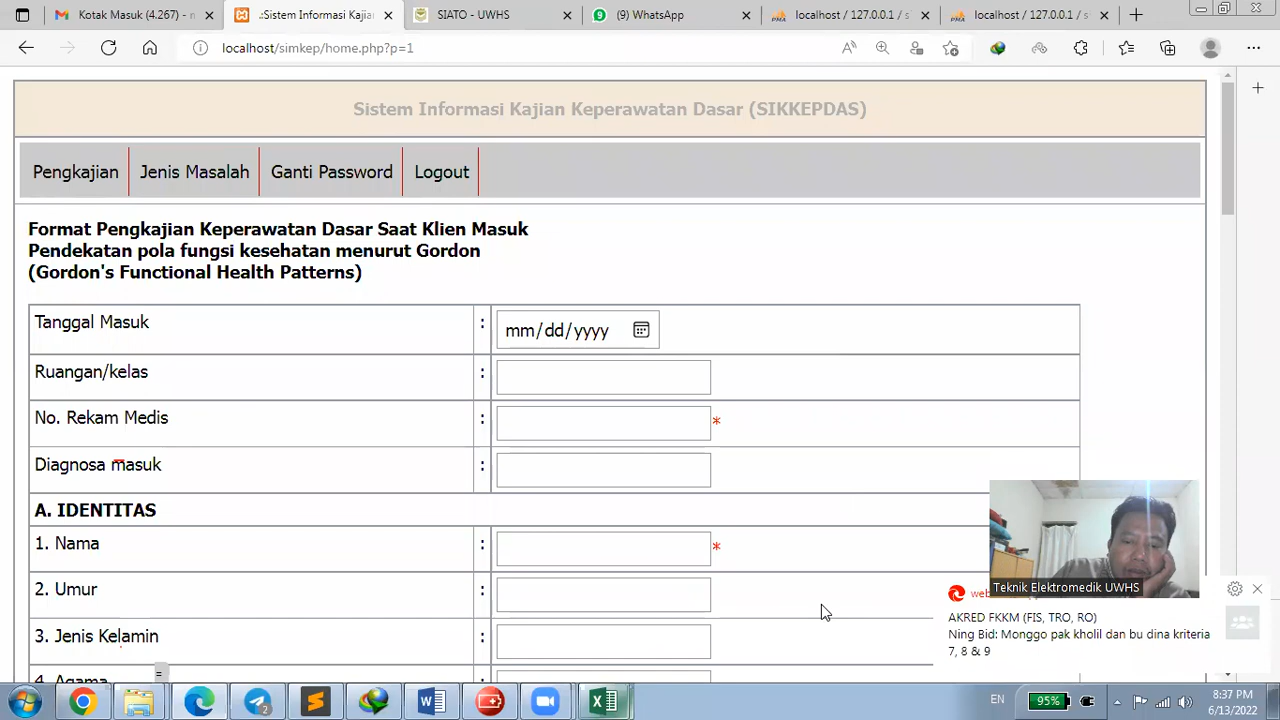 Kotak Masuk (4.267) - n
.:Sistem Informasi Kajian
SIATO - UWHS
(9) WhatsApp
localhost / 127.0.0.1 / s
localhost / 127.0.0.1 / s
localhost/simkep/home.php?p=1
Sistem Informasi Kajian Keperawatan Dasar (SIKKEPDAS)
Pengkajian
Jenis Masalah
Ganti Password
Logout
Format Pengkajian Keperawatan Dasar Saat Klien Masuk
Pendekatan pola fungsi kesehatan menurut Gordon
(Gordon's Functional Health Patterns)
Tanggal Masuk : mm/dd/yyyy
Ruangan/kelas :
No. Rekam Medis : *
Diagnosa masuk :
A. IDENTITAS
1. Nama : *
2. Umur :
3. Jenis Kelamin :
4. Agama
Teknik Elektromedik UWHS
web
AKRED FKKM (FIS, TRO, RO)
Ning Bid: Monggo pak kholil dan bu dina kriteria
7, 8 & 9
EN
95%
8:37 PM
6/13/2022